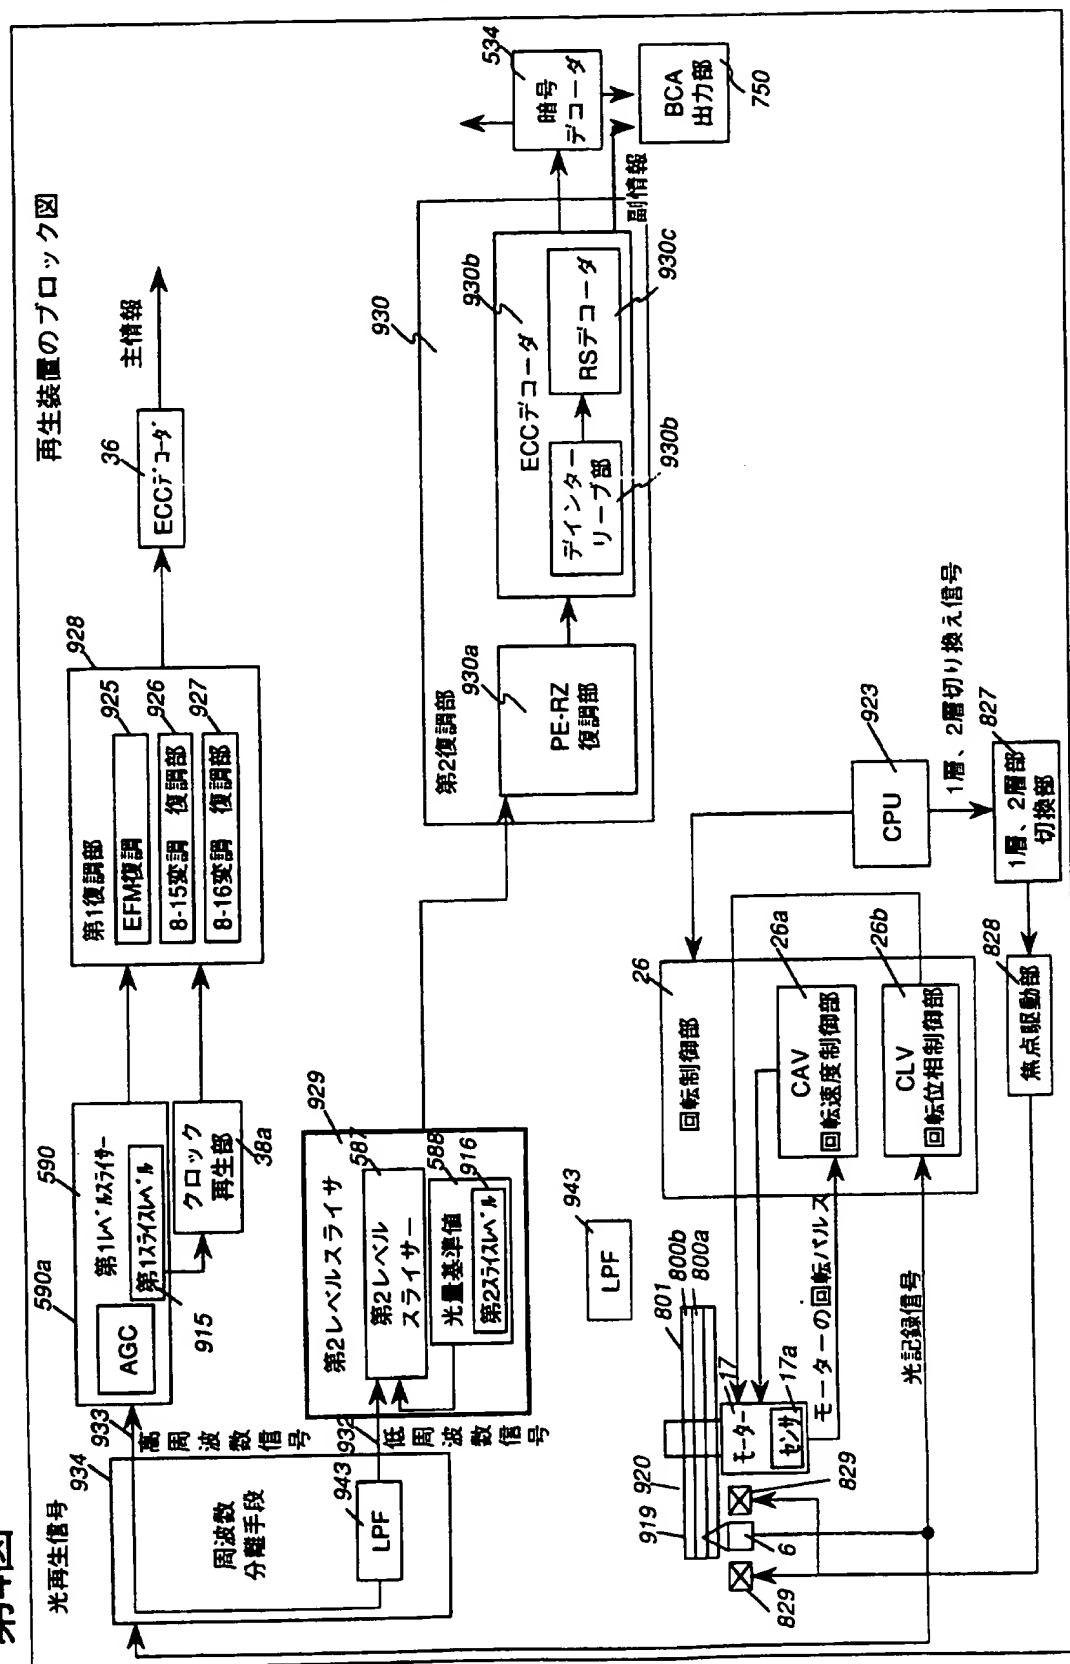 第4図
再生装置のブロック図
光再生信号
934
周波数
分離手段
943
LPF
933
高周波数信号
932
低周波数信号
590a
590
AGC
第1レベルスライサー
第1スライスレベル
915
クロック
再生部
38a
928
第1復調部
925
EFM復調
926
8-15変調 復調部
927
8-16変調 復調部
36
ECCデコーダ
主情報
929
第2レベルスライサ
587
第2レベル
スライサー
588
光量基準値
916
第2スライスレベル
930
第2復調部
930a
PE-RZ
復調部
930b
ECCデコーダ
デインター
リーブ部
930b
RSデコーダ
930c
副情報
534
暗号
デコーダ
BCA
出力部
750
943
LPF
801
800b
800a
919
920
17
モーター
17a
センサ
829
829
6
モーターの回転パルス
光記録信号
26
回転制御部
26a
CAV
回転速度制御部
26b
CLV
回転位相制御部
923
CPU
1層、2層切り換え信号
827
1層、2層部
切換部
828
焦点駆動部